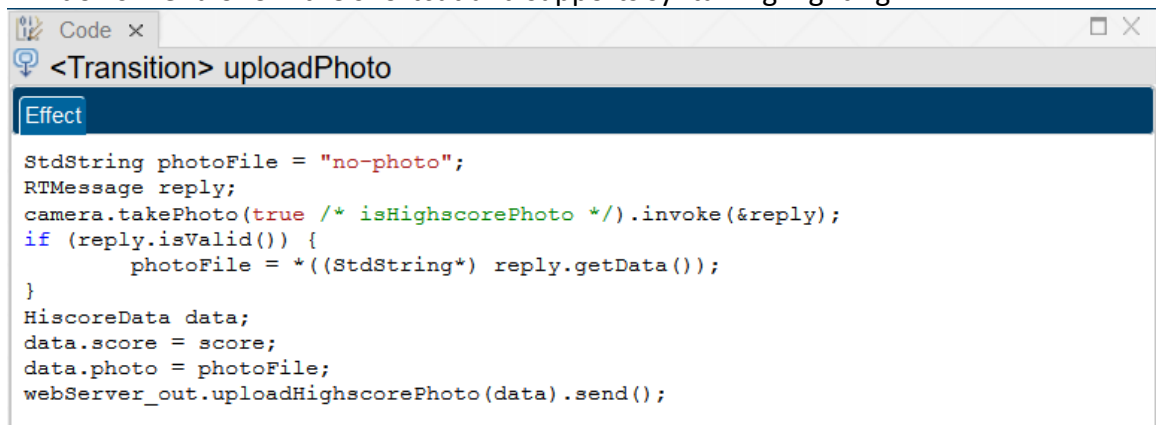 Code ×
<Transition> uploadPhoto
Effect
StdString photoFile = "no-photo";
RTMessage reply;
camera.takePhoto(true /* isHighscorePhoto */).invoke(&reply);
if (reply.isValid()) {
        photoFile = *((StdString*) reply.getData());
}
HiscoreData data;
data.score = score;
data.photo = photoFile;
webServer_out.uploadHighscorePhoto(data).send();